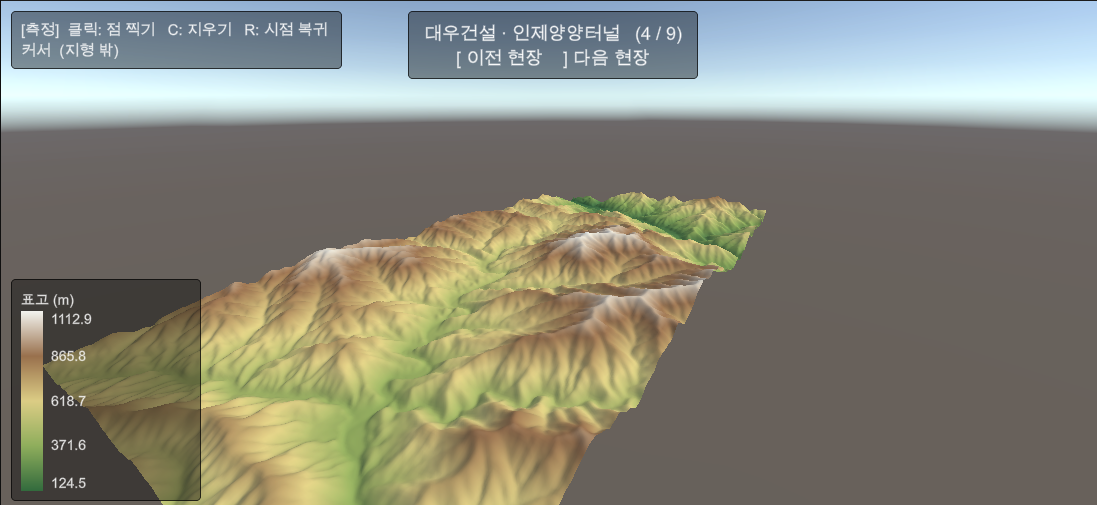 [측정]  클릭: 점 찍기   C: 지우기   R: 시점 복귀
커서  (지형 밖)
대우건설 · 인제양양터널   (4 / 9)
[ 이전 현장    ] 다음 현장
표고 (m)
1112.9
865.8
618.7
371.6
124.5